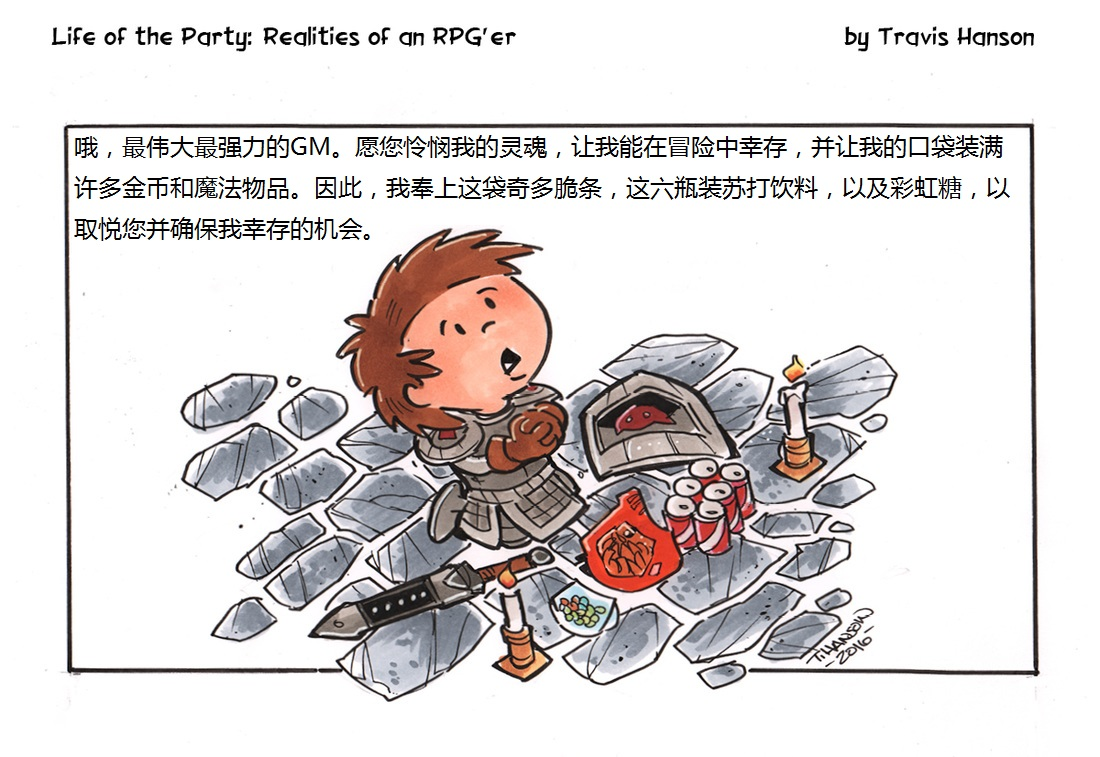 Life of the Party: Realities of an RPG'er
by Travis Hanson
哦，最伟大最强力的GM。愿您怜悯我的灵魂，让我能在冒险中幸存，并让我的口袋装满
许多金币和魔法物品。因此，我奉上这袋奇多脆条，这六瓶装苏打饮料，以及彩虹糖，以
取悦您并确保我幸存的机会。
THANSON
-2016-